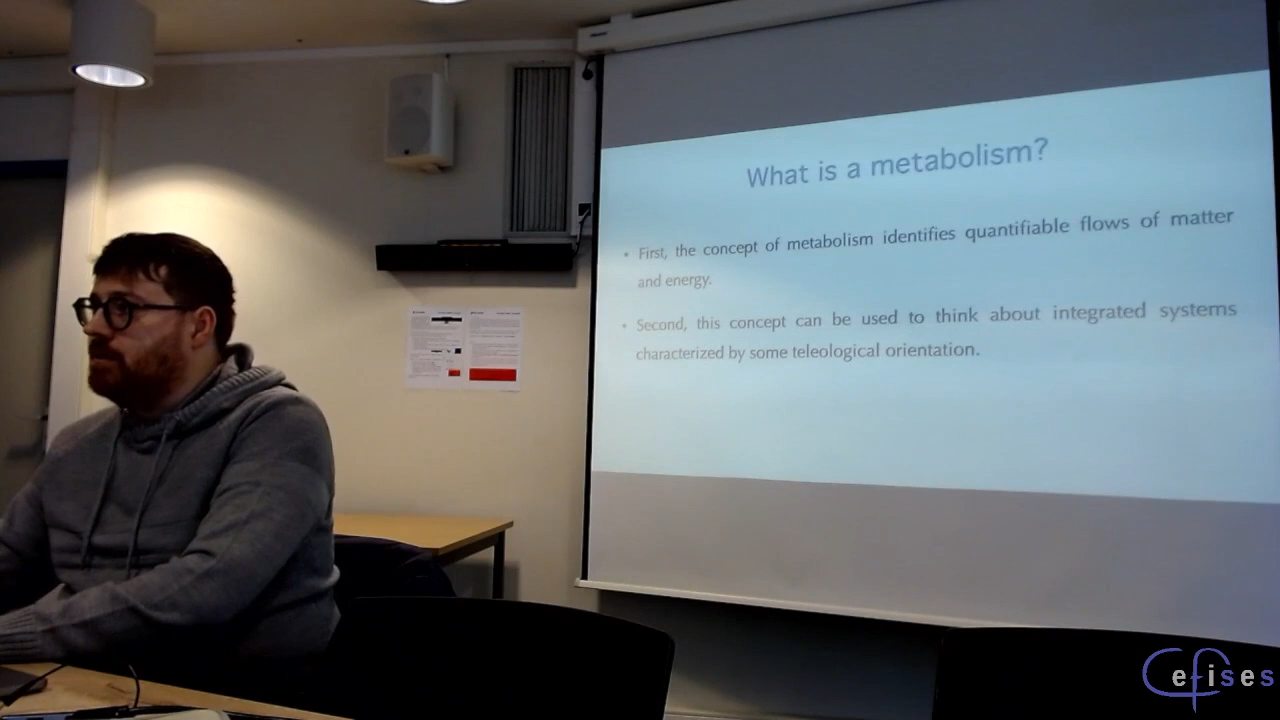 What is a metabolism?
• First, the concept of metabolism identifies quantifiable flows of matter
and energy.
• Second, this concept can be used to think about integrated systems
characterized by some teleological orientation.
Cefises